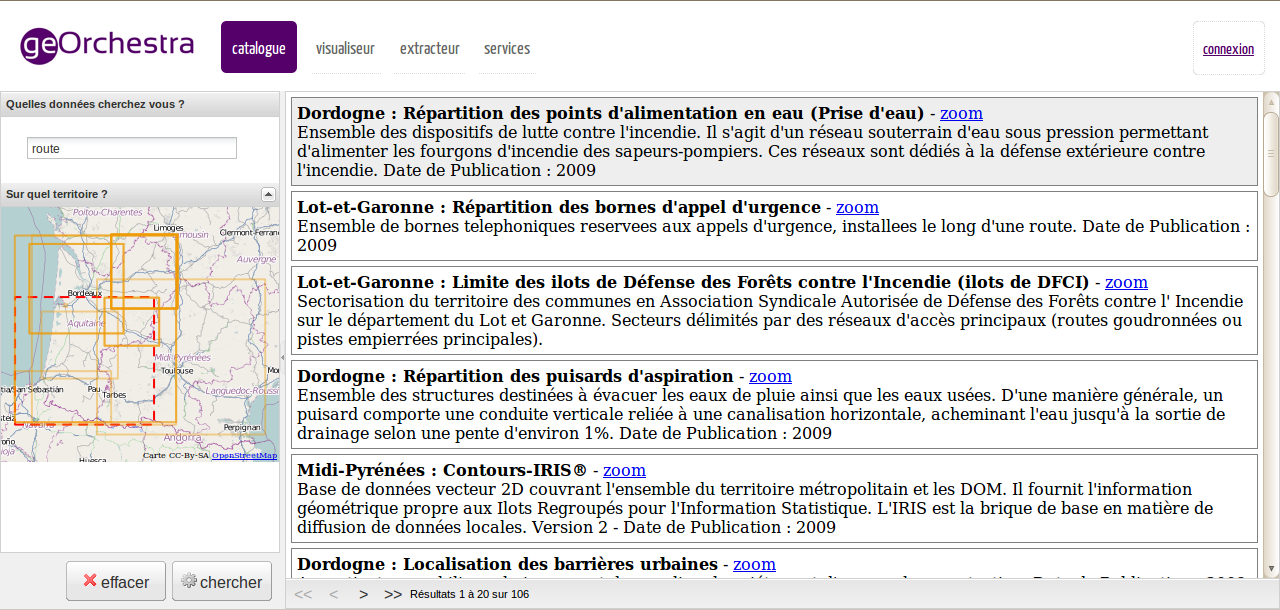 geOrchestra
catalogue
visualiseur
extracteur
services
connexion
Quelles données cherchez vous ?
route
Sur quel territoire ?
Poitou-Charentes
Limoges
Limousin
Clermont-Ferran
Auvergne
Bordeaux
Aquitaine
Midi-Pyrénées
Toulouse
Mo
tia/San Sebastián
Pau
Tarbes
Languedoc-Roussi
Navarra
Perpignan
Andorra
Huesca
Carte CC-By-SA OpenStreetMap
effacer
chercher
Dordogne : Répartition des points d'alimentation en eau (Prise d'eau) - zoom
Ensemble des dispositifs de lutte contre l'incendie. Il s'agit d'un réseau souterrain d'eau sous pression permettant
d'alimenter les fourgons d'incendie des sapeurs-pompiers. Ces réseaux sont dédiés à la défense extérieure contre
l'incendie. Date de Publication : 2009
Lot-et-Garonne : Répartition des bornes d'appel d'urgence - zoom
Ensemble de bornes telephoniques reservees aux appels d'urgence, installees le long d'une route. Date de Publication :
2009
Lot-et-Garonne : Limite des ilots de Défense des Forêts contre l'Incendie (ilots de DFCI) - zoom
Sectorisation du territoire des communes en Association Syndicale Autorisée de Défense des Forêts contre l' Incendie
sur le département du Lot et Garonne. Secteurs délimités par des réseaux d'accès principaux (routes goudronnées ou
pistes empierrées principales).
Dordogne : Répartition des puisards d'aspiration - zoom
Ensemble des structures destinées à évacuer les eaux de pluie ainsi que les eaux usées. D'une manière générale, un
puisard comporte une conduite verticale reliée à une canalisation horizontale, acheminant l'eau jusqu'à la sortie de
drainage selon une pente d'environ 1%. Date de Publication : 2009
Midi-Pyrénées : Contours-IRIS® - zoom
Base de données vecteur 2D couvrant l'ensemble du territoire métropolitain et les DOM. Il fournit l'information
géométrique propre aux Ilots Regroupés pour l'Information Statistique. L'IRIS est la brique de base en matière de
diffusion de données locales. Version 2 - Date de Publication : 2009
Dordogne : Localisation des barrières urbaines - zoom
<< < > >> Résultats 1 à 20 sur 106